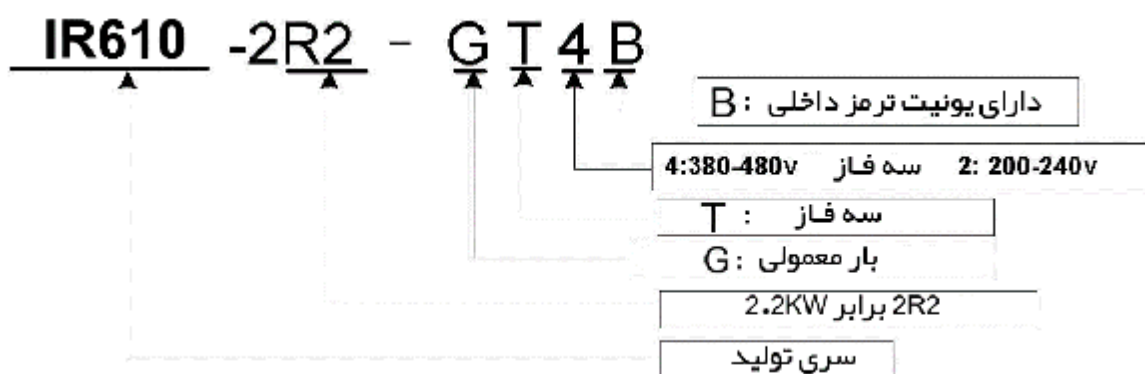 IR610 -2R2 - G T 4 B
B : دارای یونیت ترمز داخلی
4:380-480v سه فاز 2: 200-240v
T : سه فاز
G : بار معمولی
2R2 برابر 2.2KW
سری تولید